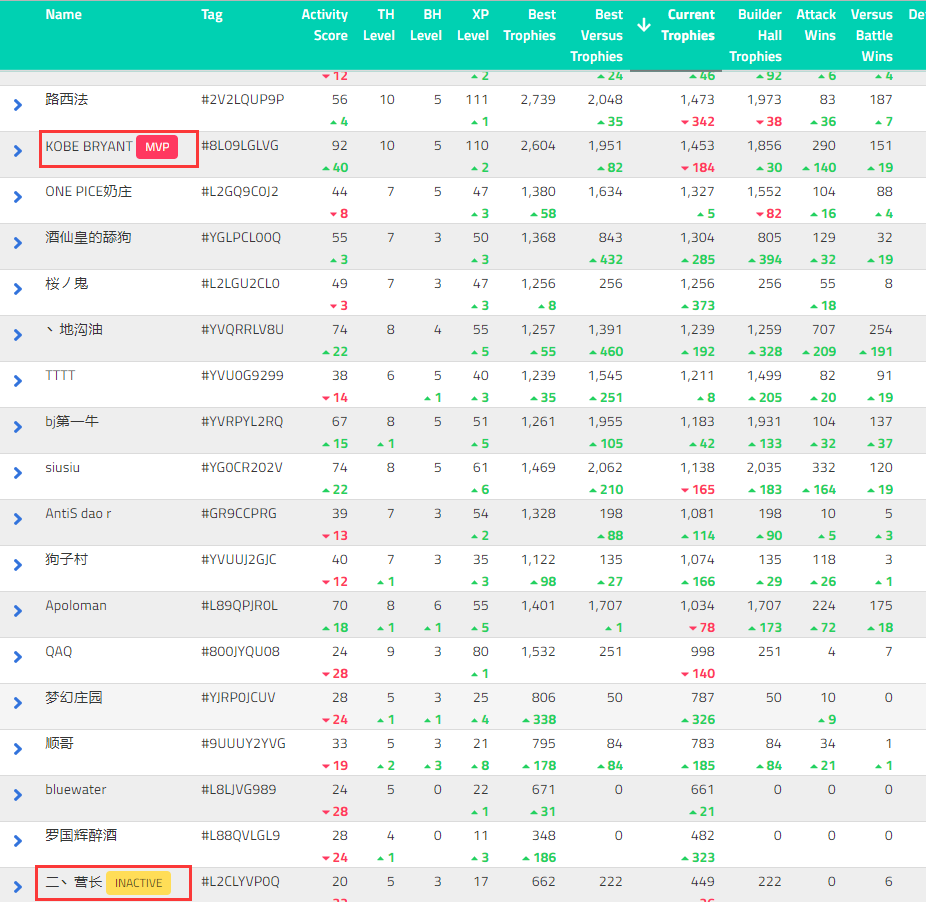 Name Tag Activity Score TH Level BH Level XP Level Best Trophies Best Versus Trophies Current Trophies Builder Hall Trophies Attack Wins Versus Battle Wins De
12 2 24 46 92 6 4
路西法 #2V2LQUP9P 56 10 5 111 2,739 2,048 1,473 1,973 83 187
4 1 35 342 38 36 7
KOBE BRYANT MVP #8L09LGLVG 92 10 5 110 2,604 1,951 1,453 1,856 290 151
40 2 82 184 30 140 19
ONE PICE奶庄 #L2GQ9C0J2 44 7 5 47 1,380 1,634 1,327 1,552 104 88
8 3 58 5 82 16 4
酒仙皇的舔狗 #YGLPCL00Q 55 7 3 50 1,368 843 1,304 805 129 32
3 3 432 285 394 32 19
桜ノ鬼 #L2LGU2CL0 49 7 3 47 1,256 256 1,256 256 55 8
3 3 8 373 18
丶地沟油 #YVQRRLV8U 74 8 4 55 1,257 1,391 1,239 1,259 707 254
22 5 55 460 192 328 209 191
TTTT #YVU0G9299 38 6 5 40 1,239 1,545 1,211 1,499 82 91
14 1 3 35 251 8 205 20 19
bj第一牛 #YVRPYL2RQ 67 8 5 51 1,261 1,955 1,183 1,931 104 137
15 1 5 105 42 133 32 37
siusiu #YG0CR202V 74 8 5 61 1,469 2,062 1,138 2,035 332 120
22 6 210 165 183 164 19
AntiS dao r #GR9CCPRG 39 7 3 54 1,328 198 1,081 198 10 5
13 2 88 114 90 5 3
狗子村 #YVUUJ2GJC 40 7 3 35 1,122 135 1,074 135 118 3
12 1 3 98 27 166 29 26 1
Apoloman #L89QPJR0L 70 8 6 55 1,401 1,707 1,034 1,707 224 175
18 1 1 5 1 78 173 72 18
QAQ #800JYQU08 24 9 3 80 1,532 251 998 251 4 7
28 1 140
梦幻庄园 #YJRP0JCUV 28 5 3 25 806 50 787 50 10 0
24 1 1 4 338 326 9
顺哥 #9UUUY2YVG 33 5 3 21 795 84 783 84 34 1
19 2 3 8 178 84 185 84 21 1
bluewater #L8LJVG989 24 5 0 22 671 0 661 0 0 0
28 1 31 21
罗国辉醉酒 #L88QVLGL9 28 4 0 11 348 0 482 0 0 0
24 1 3 186 323
二丶营长 INACTIVE #L2CLYVP0Q 20 5 3 17 662 222 449 222 0 6